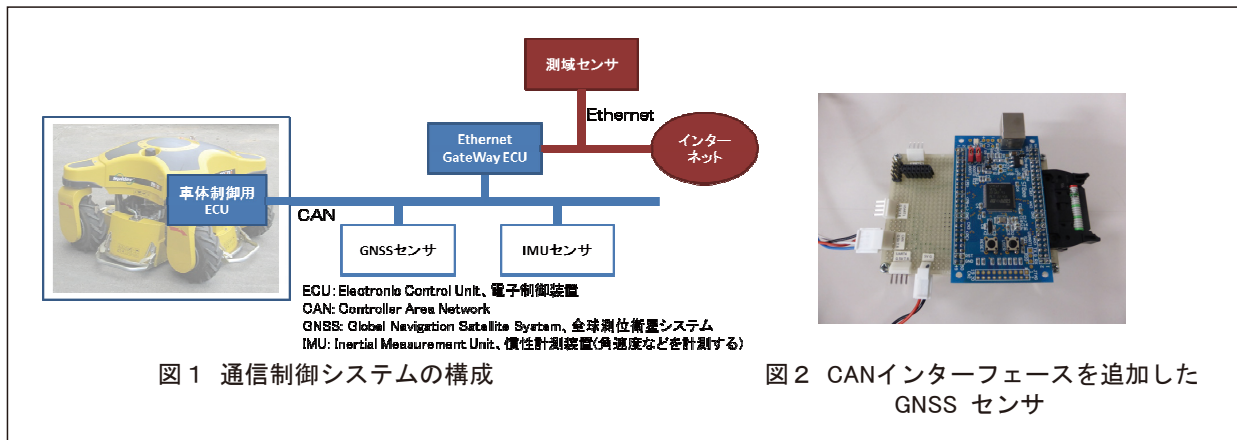 測域センサ
Ethernet
Ethernet
GateWay ECU
インター
ネット
車体制御用
ECU
CAN
GNSSセンサ
IMUセンサ
ECU: Electronic Control Unit、電子制御装置
CAN: Controller Area Network
GNSS: Global Navigation Satellite System、全球測位衛星システム
IMU: Inertial Measurement Unit、慣性計測装置(角速度などを計測する)
図1 通信制御システムの構成
図2 CANインターフェースを追加した
GNSS センサ